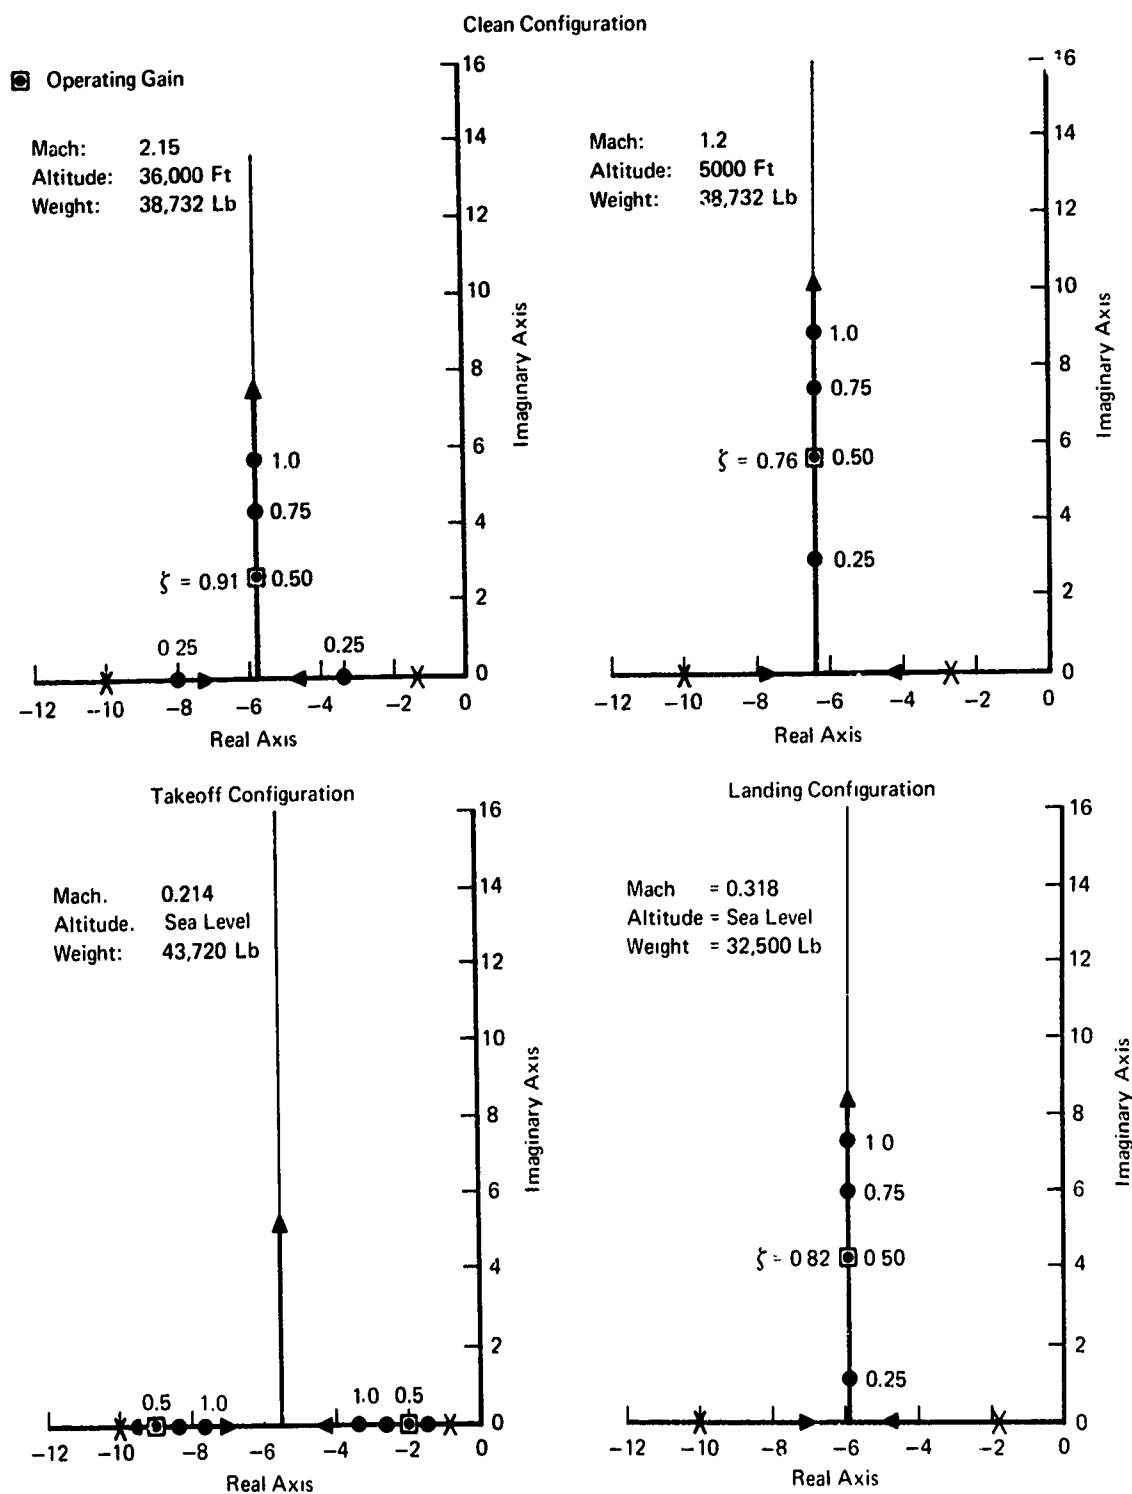 Clean Configuration
Operating Gain
Mach: 2.15
Altitude: 36,000 Ft
Weight: 38,732 Lb
16
14
12
10
8
6
4
2
0
Imaginary Axis
1.0
0.75
ζ = 0.91 0.50
0 25
0.25
-12 --10 -8 -6 -4 -2 0
Real Axis
Mach: 1.2
Altitude: 5000 Ft
Weight: 38,732 Lb
16
14
12
10
8
6
4
2
0
Imaginary Axis
1.0
0.75
ζ = 0.76 0.50
0.25
-12 -10 -8 -6 -4 -2 0
Real Axis
Takeoff Configuration
Mach. 0.214
Altitude. Sea Level
Weight: 43,720 Lb
16
14
12
10
8
6
4
2
0
Imaginary Axis
0.5 1.0 1.0 0.5
-12 -10 -8 -6 -4 -2 0
Real Axis
Landing Configuration
Mach = 0.318
Altitude = Sea Level
Weight = 32,500 Lb
16
14
12
10
8
6
4
2
0
Imaginary Axis
1 0
0.75
ζ = 0 82 0 50
0.25
-12 -10 -8 -6 -4 -2 0
Real Axis